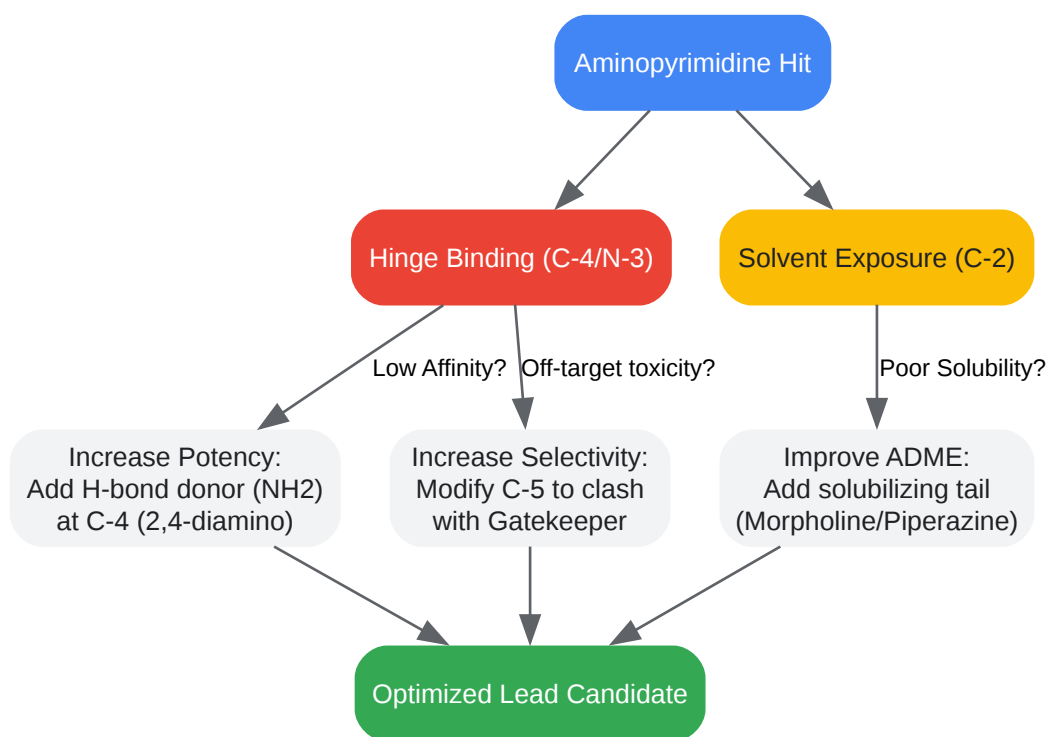 Aminopyrimidine Hit
Hinge Binding (C-4/N-3)
Solvent Exposure (C-2)
Low Affinity?
Off-target toxicity?
Poor Solubility?
Increase Potency:
Add H-bond donor (NH2)
at C-4 (2,4-diamino)
Increase Selectivity:
Modify C-5 to clash
with Gatekeeper
Improve ADME:
Add solubilizing tail
(Morpholine/Piperazine)
Optimized Lead Candidate